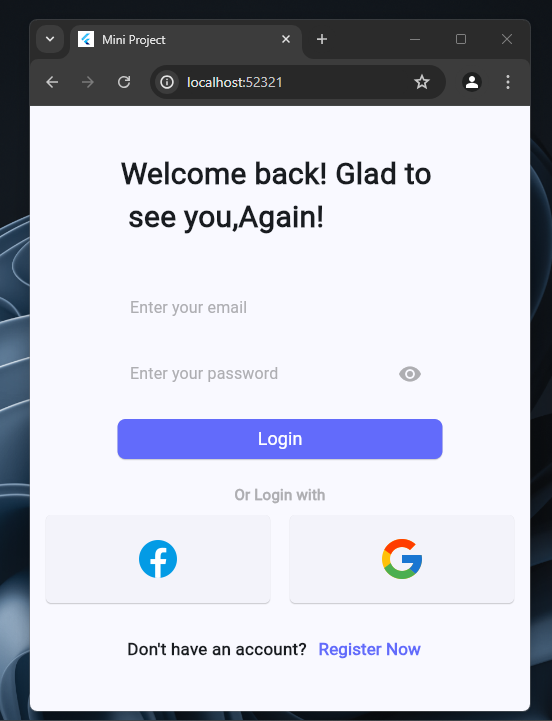 Mini Project
localhost:52321
Welcome back! Glad to
see you,Again!
Enter your email
Enter your password
Login
Or Login with
Don't have an account? Register Now